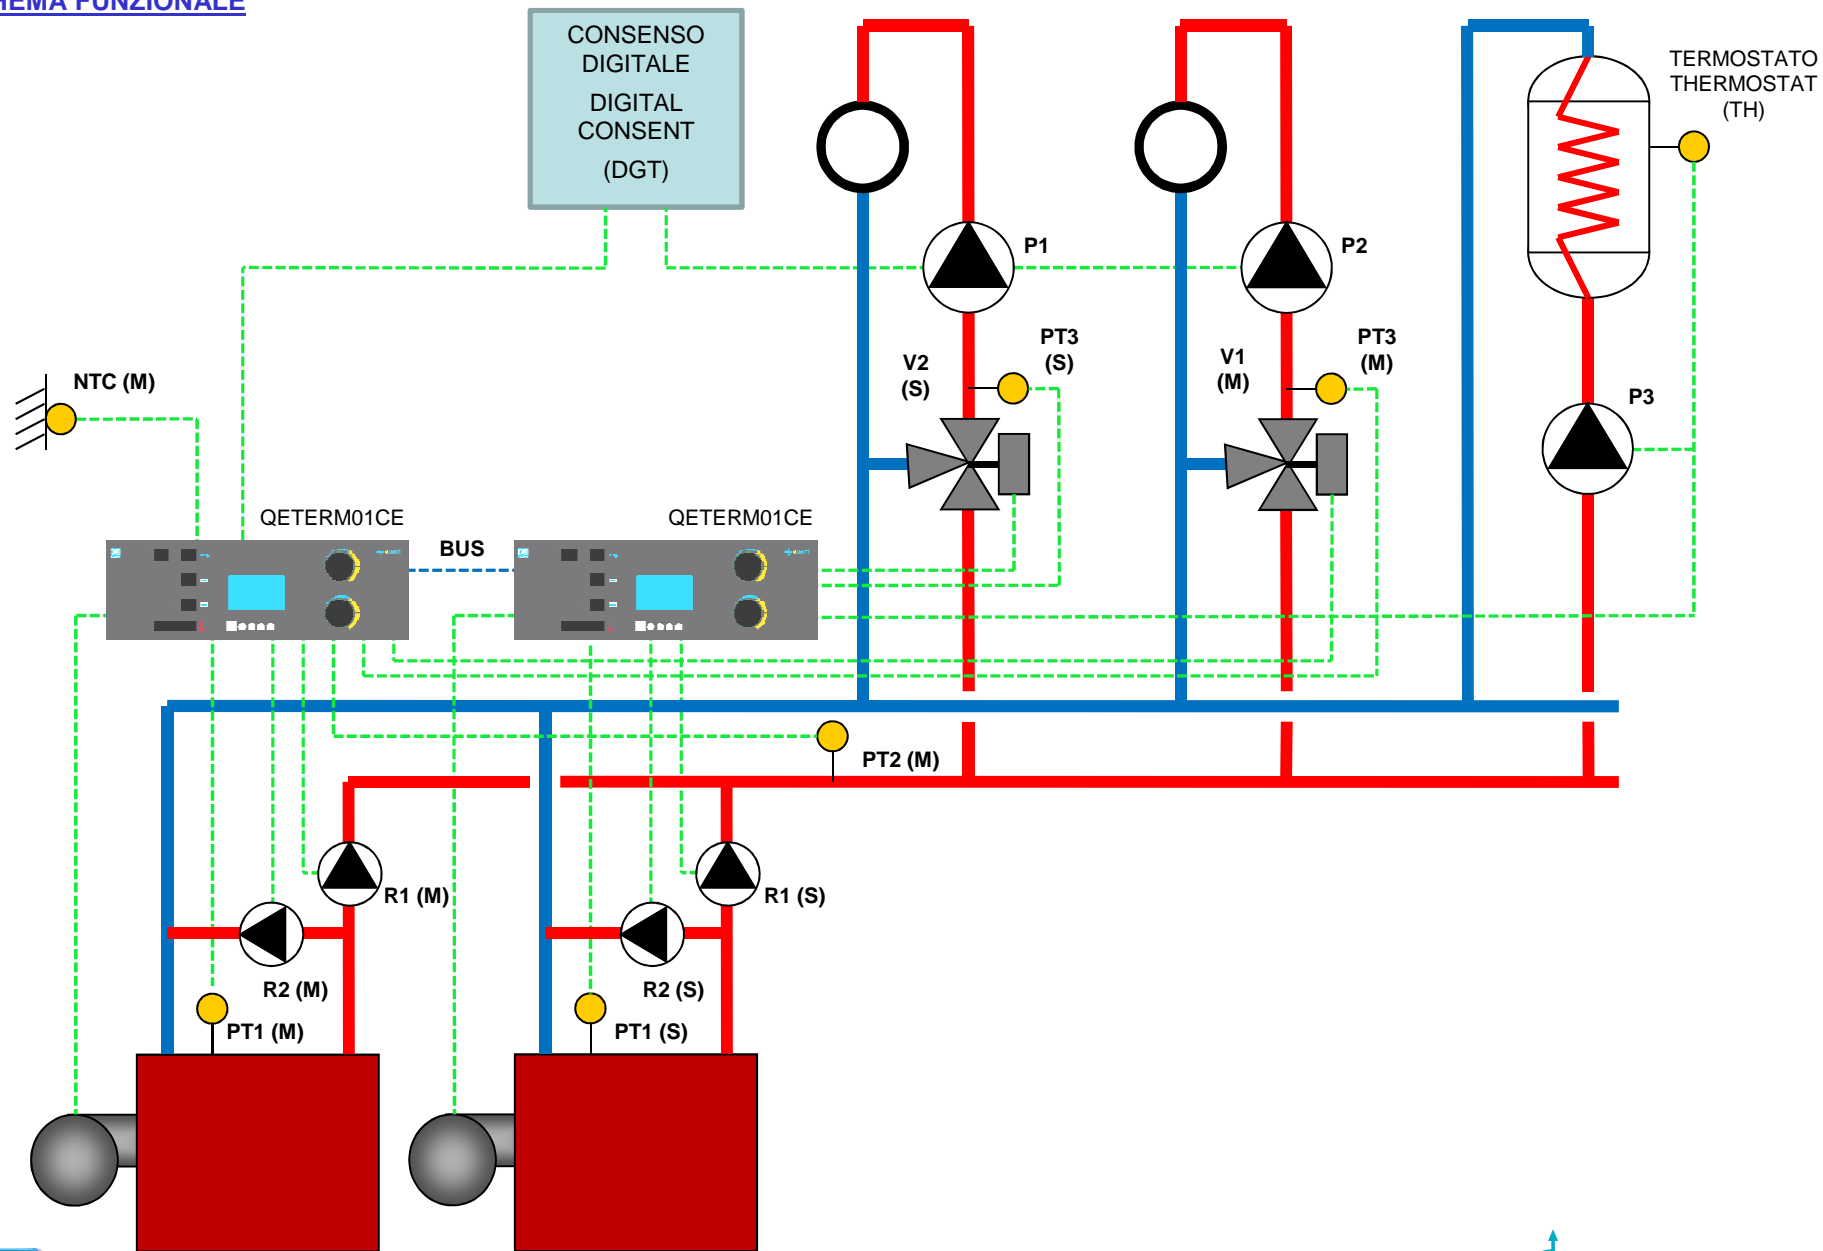 HEMA FUNZIONALE
CONSENSO
DIGITALE
DIGITAL
CONSENT
(DGT)
TERMOSTATO
THERMOSTAT
(TH)
P1
P2
PT3
(S)
V2
(S)
PT3
(M)
V1
(M)
P3
NTC (M)
QETERM01CE
QETERM01CE
BUS
PT2 (M)
R1 (M)
R1 (S)
R2 (M)
R2 (S)
PT1 (M)
PT1 (S)